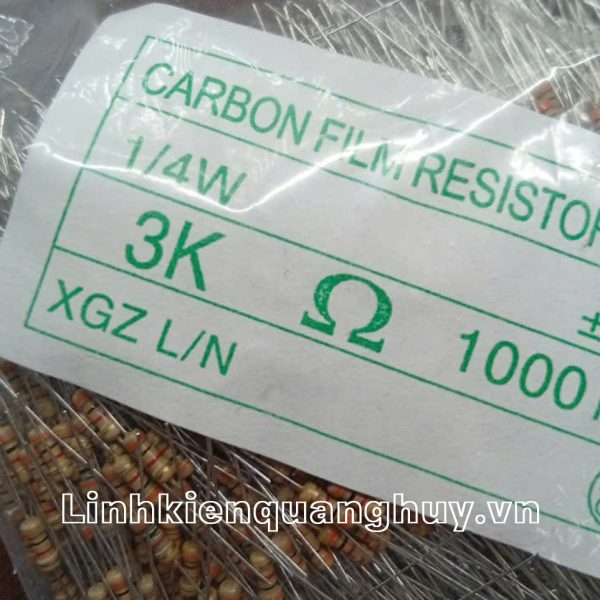 CARBON FILM RESISTOR
1/4W ±
3K Ω 1000
XGZ L/N
Linhkienquanghuy.vn